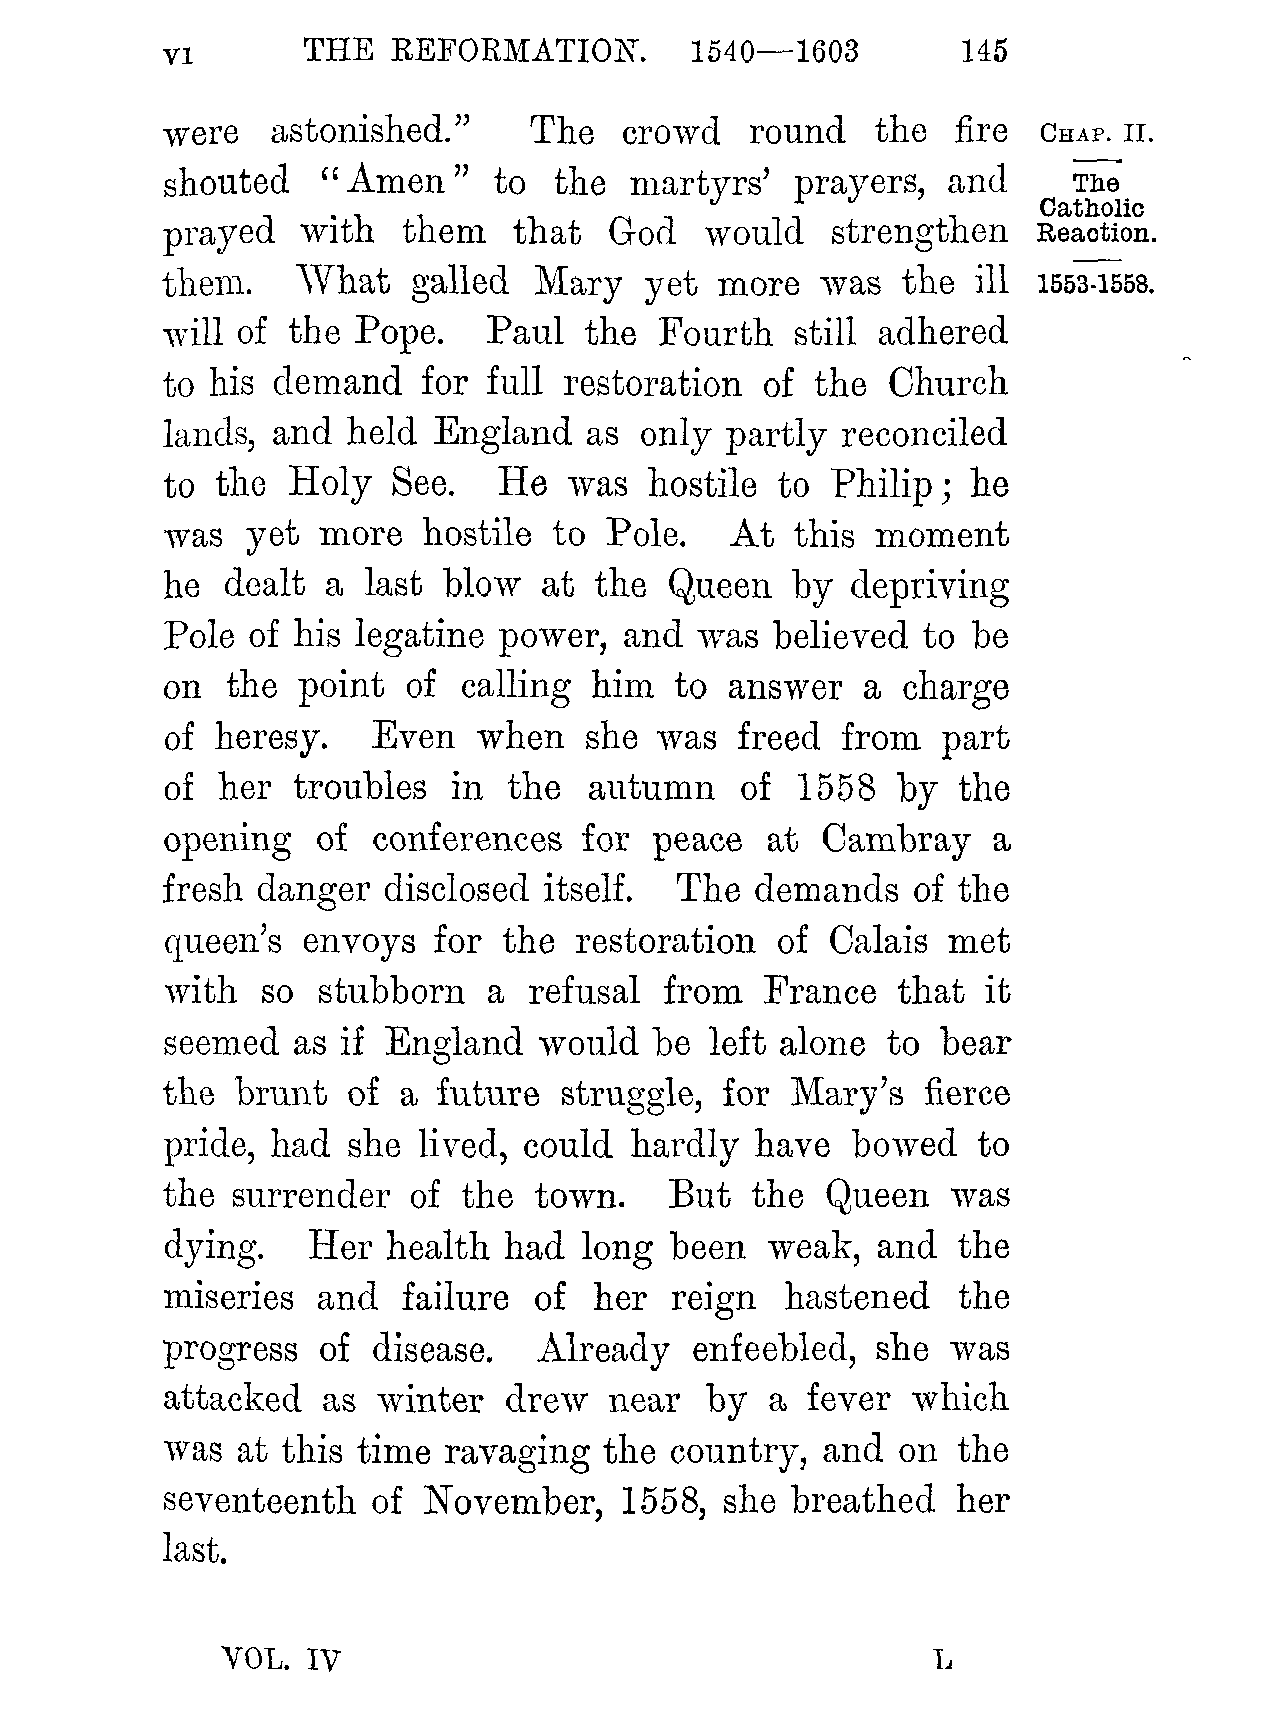 VI THE REFORMATION. 1540—1603 145
were astonished." The crowd round the fire
shouted "Amen" to the martyrs' prayers, and
prayed with them that God would strengthen
them. What galled Mary yet more was the ill
will of the Pope. Paul the Fourth still adhered
to his demand for full restoration of the Church
lands, and held England as only partly reconciled
to the Holy See. He was hostile to Philip; he
was yet more hostile to Pole. At this moment
he dealt a last blow at the Queen by depriving
Pole of his legatine power, and was believed to be
on the point of calling him to answer a charge
of heresy. Even when she was freed from part
of her troubles in the autumn of 1558 by the
opening of conferences for peace at Cambray a
fresh danger disclosed itself. The demands of the
queen's envoys for the restoration of Calais met
with so stubborn a refusal from France that it
seemed as if England would be left alone to bear
the brunt of a future struggle, for Mary's fierce
pride, had she lived, could hardly have bowed to
the surrender of the town. But the Queen was
dying. Her health had long been weak, and the
miseries and failure of her reign hastened the
progress of disease. Already enfeebled, she was
attacked as winter drew near by a fever which
was at this time ravaging the country, and on the
seventeenth of November, 1558, she breathed her
last.
CHAP. II.
The
Catholic
Reaction.
1553-1558.
VOL. IV L